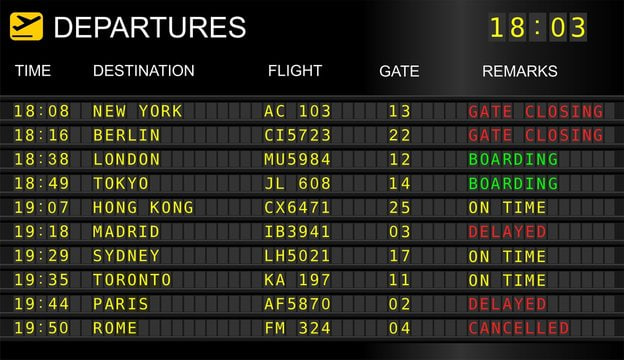 DEPARTURES 18:03
TIME DESTINATION FLIGHT GATE REMARKS
18:08 NEW YORK AC 103 13 GATE CLOSING
18:16 BERLIN CI5723 22 GATE CLOSING
18:38 LONDON MU5984 12 BOARDING
18:49 TOKYO JL 608 14 BOARDING
19:07 HONG KONG CX6471 25 ON TIME
19:18 MADRID IB3941 03 DELAYED
19:29 SYDNEY LH5021 17 ON TIME
19:35 TORONTO KA 197 11 ON TIME
19:44 PARIS AF5870 02 DELAYED
19:50 ROME FM 324 04 CANCELLED